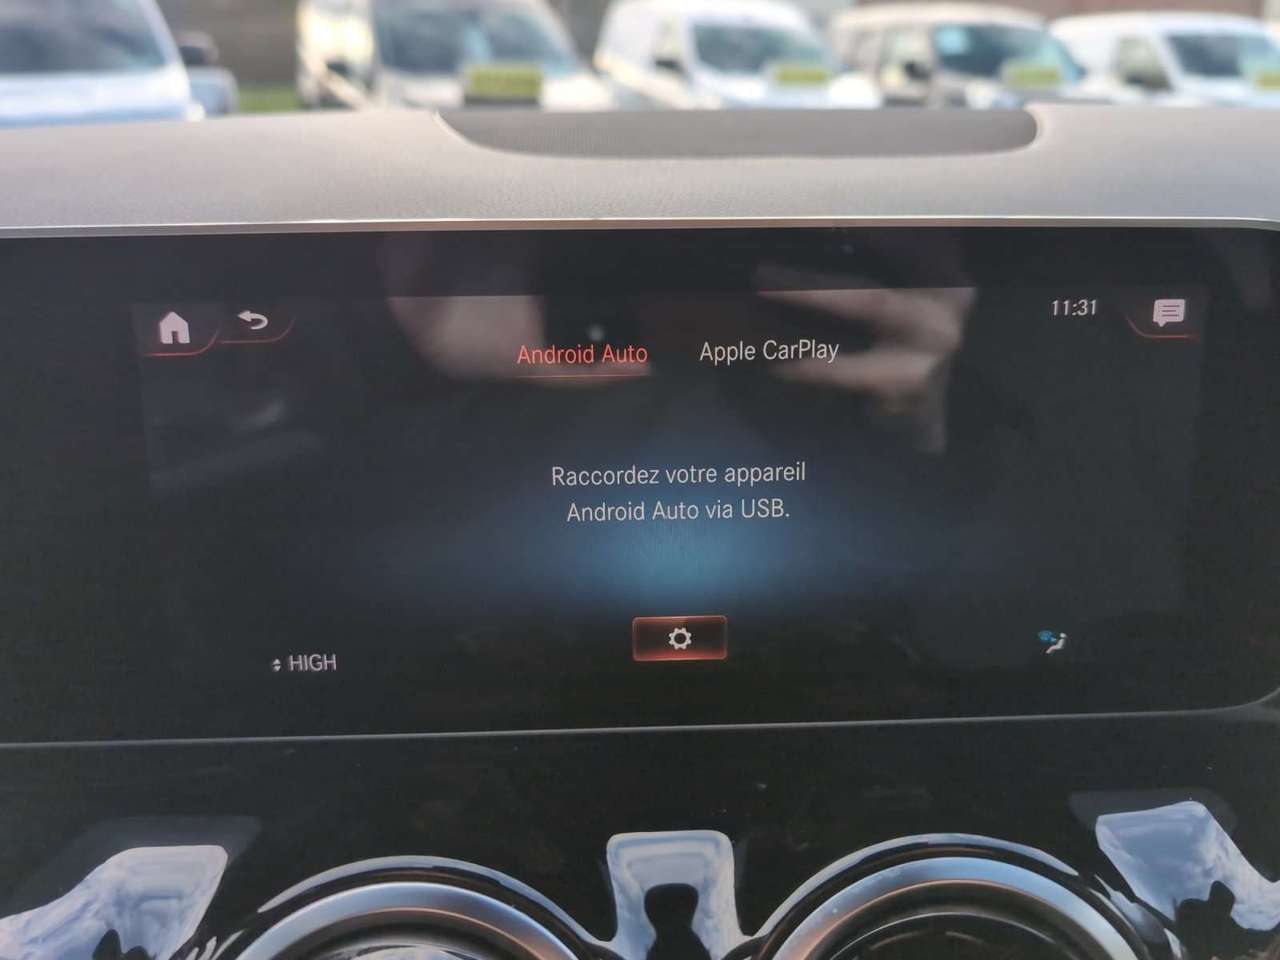 11:31
Android Auto
Apple CarPlay
Raccordez votre appareil
Android Auto via USB.
HIGH